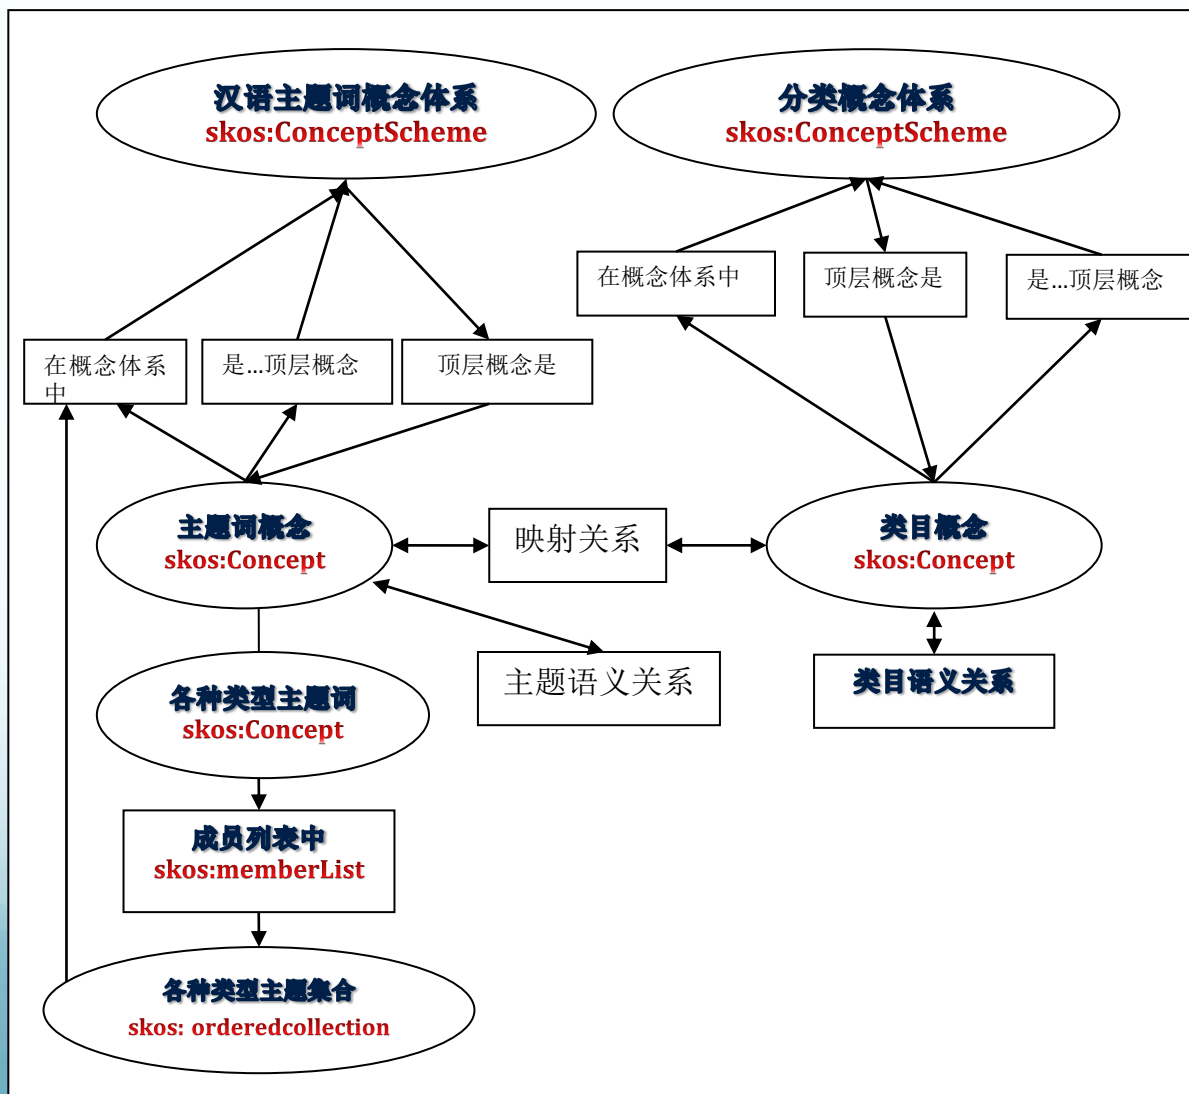 汉语主题词概念体系
skos:ConceptScheme
分类概念体系
skos:ConceptScheme
在概念体系中
顶层概念是
是...顶层概念
在概念体系
中
是...顶层概念
顶层概念是
主题词概念
skos:Concept
映射关系
类目概念
skos:Concept
主题语义关系
类目语义关系
各种类型主题词
skos:Concept
成员列表中
skos:memberList
各种类型主题集合
skos: orderedcollection